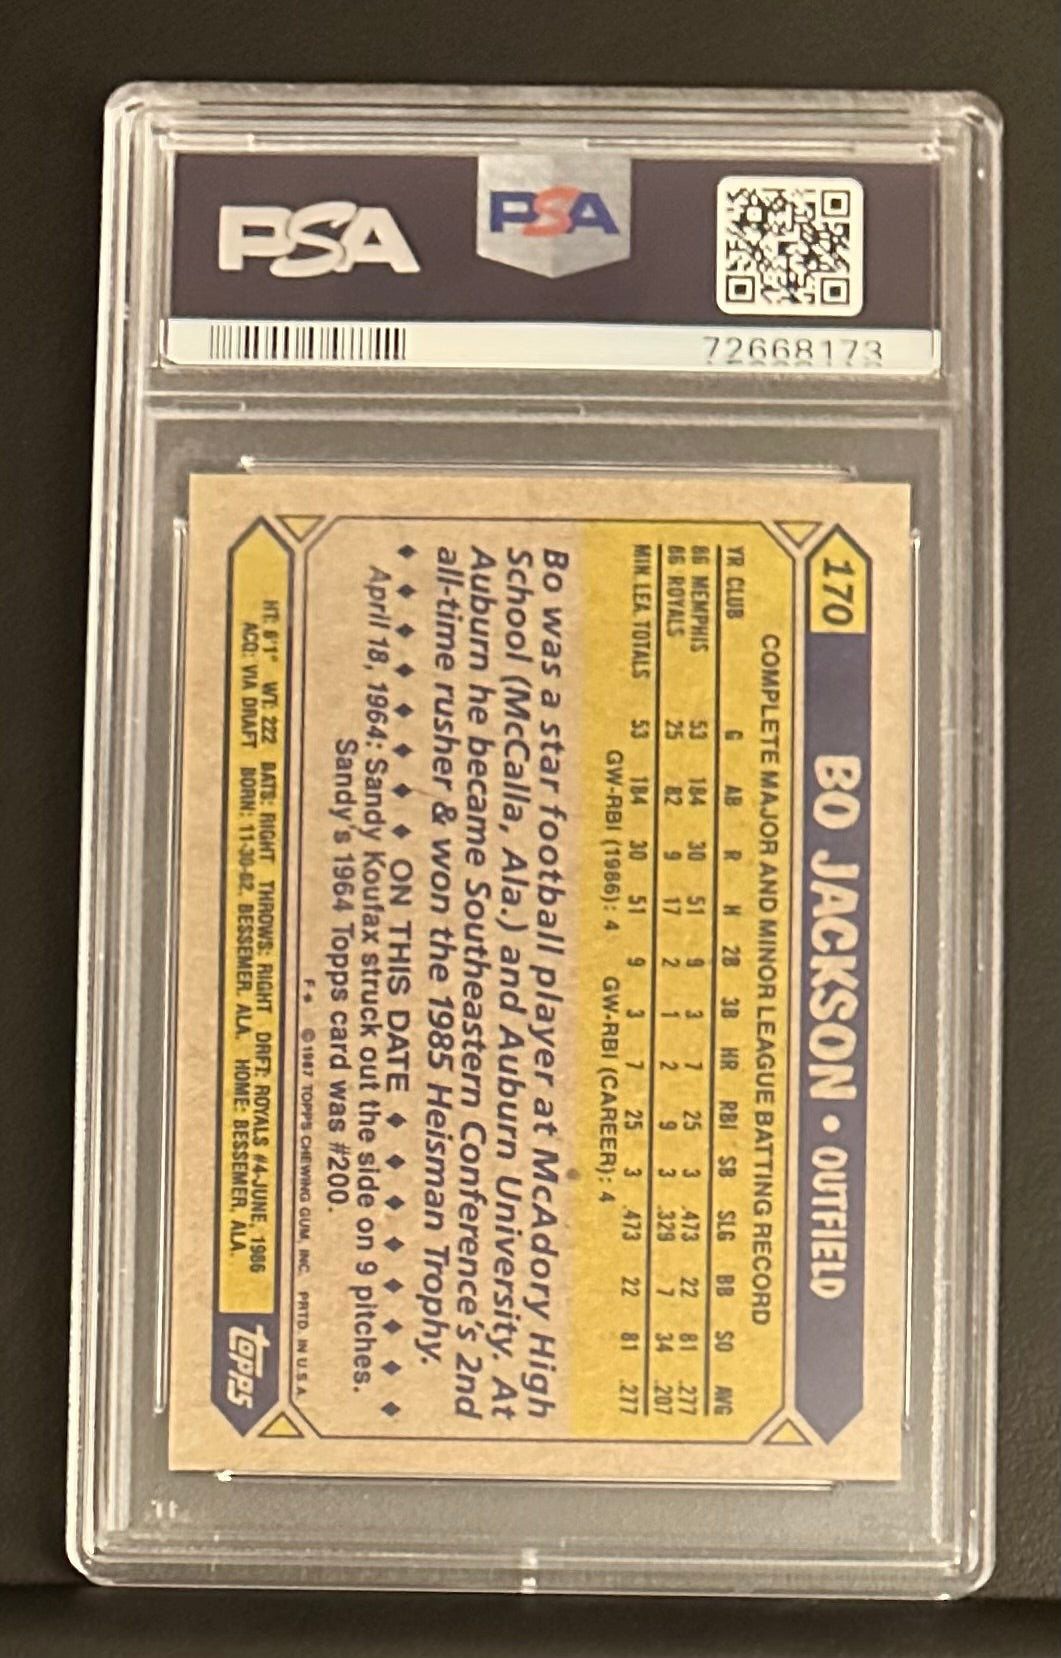 PSA
PSA
72668173
170 BO JACKSON • OUTFIELD
COMPLETE MAJOR AND MINOR LEAGUE BATTING RECORD
YR CLUB G AB R H 2B 3B HR RBI SB SLG BB SO AVG
86 MEMPHIS 53 184 30 51 9 3 7 25 3 .473 22 81 .277
86 ROYALS 25 82 9 17 2 1 2 9 3 .329 7 34 .207
MIN. LEA. TOTALS 53 184 30 51 9 3 7 25 3 .473 22 81 .277
GW-RBI (1986): 4 GW-RBI (CAREER): 4
Bo was a star football player at McAdory High
School (McCalla, Ala.) and Auburn University. At
Auburn he became Southeastern Conference's 2nd
all-time rusher & won the 1985 Heisman Trophy.
♦ ♦ ♦ ♦ ♦ ♦ ♦ ♦ ON THIS DATE ♦ ♦ ♦ ♦ ♦ ♦ ♦ ♦
April 18, 1964: Sandy Koufax struck out the side on 9 pitches.
Sandy's 1964 Topps card was #200.
F* © 1987 TOPPS CHEWING GUM, INC. PRTD. IN U.S.A.
HT: 6'1" WT: 222 BATS: RIGHT THROWS: RIGHT DRFT: ROYALS #4-JUNE, 1986
ACQ: VIA DRAFT BORN: 11-30-62, BESSEMER, ALA. HOME: BESSEMER, ALA.
topps